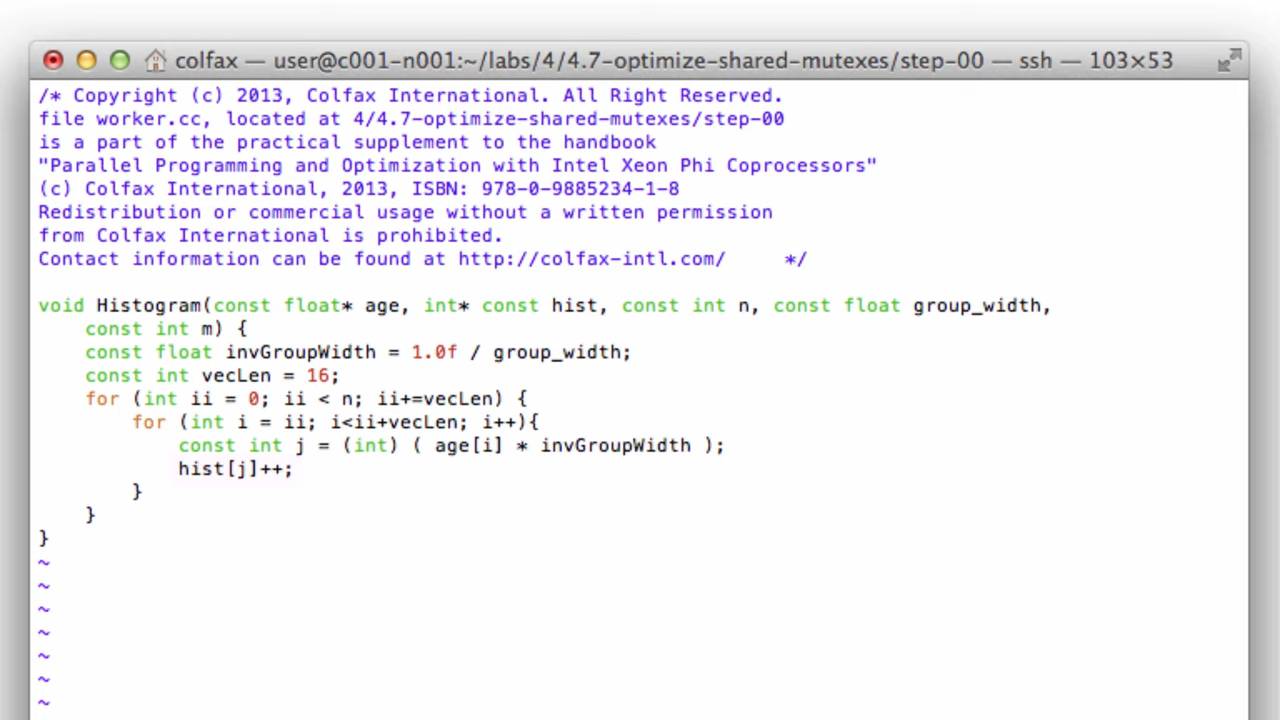 colfax — user@c001-n001:~/labs/4/4.7-optimize-shared-mutexes/step-00 — ssh — 103×53
/* Copyright (c) 2013, Colfax International. All Right Reserved.
file worker.cc, located at 4/4.7-optimize-shared-mutexes/step-00
is a part of the practical supplement to the handbook
"Parallel Programming and Optimization with Intel Xeon Phi Coprocessors"
(c) Colfax International, 2013, ISBN: 978-0-9885234-1-8
Redistribution or commercial usage without a written permission
from Colfax International is prohibited.
Contact information can be found at http://colfax-intl.com/     */

void Histogram(const float* age, int* const hist, const int n, const float group_width,
    const int m) {
    const float invGroupWidth = 1.0f / group_width;
    const int vecLen = 16;
    for (int ii = 0; ii < n; ii+=vecLen) {
        for (int i = ii; i<ii+vecLen; i++){
            const int j = (int) ( age[i] * invGroupWidth );
            hist[j]++;
        }
    }
}
~
~
~
~
~
~
~